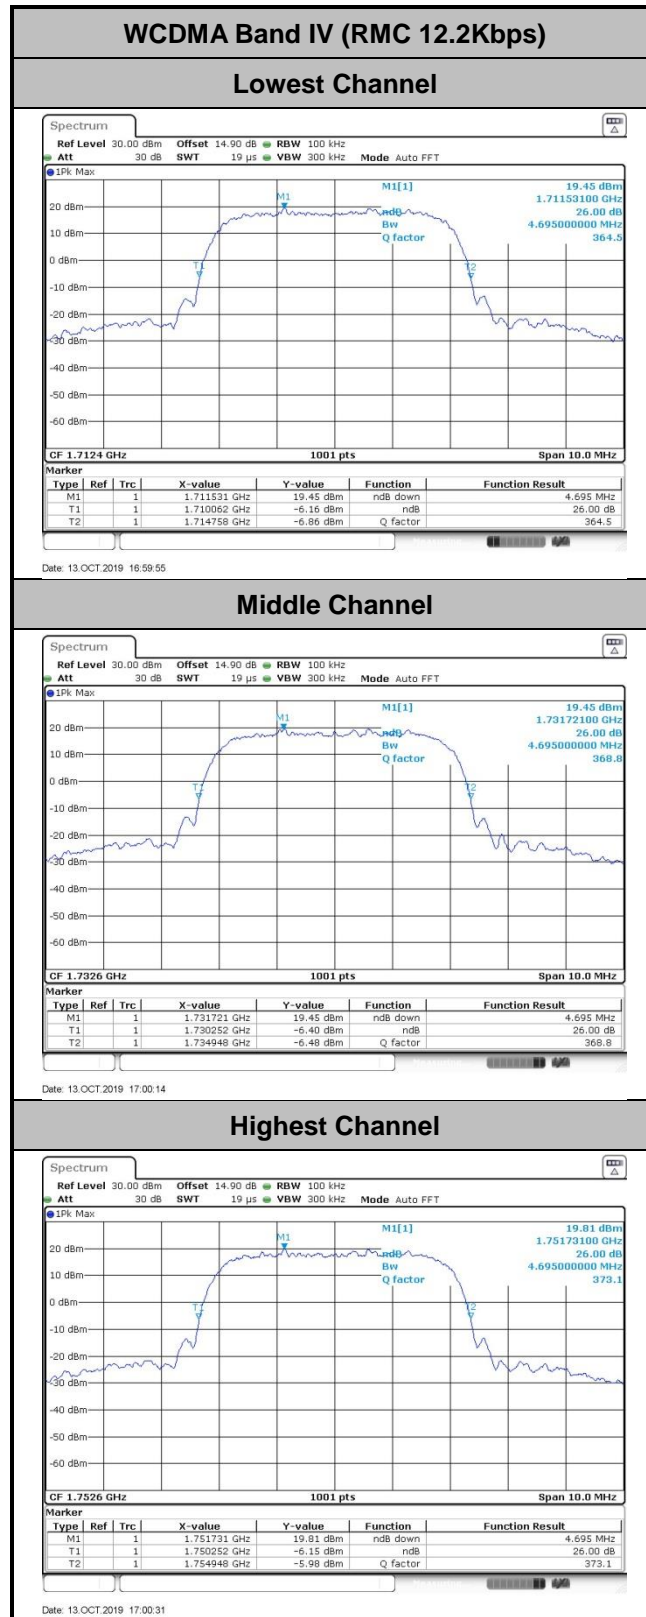 WCDMA Band IV (RMC 12.2Kbps)
Lowest Channel
Spectrum
Ref Level 30.00 dBm Offset 14.90 dB RBW 100 kHz
Att 30 dB SWT 19 µs VBW 300 kHz Mode Auto FFT
1Pk Max
M1[1] 19.45 dBm
1.71153100 GHz
ndB 26.00 dB
Bw 4.695000000 MHz
Q factor 364.5
M1
T1
T2
20 dBm
10 dBm
0 dBm
-10 dBm
-20 dBm
-30 dBm
-40 dBm
-50 dBm
-60 dBm
CF 1.7124 GHz 1001 pts Span 10.0 MHz
Marker
Type Ref Trc X-value Y-value Function Function Result
M1 1 1.711531 GHz 19.45 dBm ndB down 4.695 MHz
T1 1 1.710062 GHz -6.16 dBm ndB 26.00 dB
T2 1 1.714758 GHz -6.86 dBm Q factor 364.5
Date: 13.OCT.2019 16:59:55
Middle Channel
Spectrum
Ref Level 30.00 dBm Offset 14.90 dB RBW 100 kHz
Att 30 dB SWT 19 µs VBW 300 kHz Mode Auto FFT
1Pk Max
M1[1] 19.45 dBm
1.73172100 GHz
ndB 26.00 dB
Bw 4.695000000 MHz
Q factor 368.8
M1
T1
T2
20 dBm
10 dBm
0 dBm
-10 dBm
-20 dBm
-30 dBm
-40 dBm
-50 dBm
-60 dBm
CF 1.7326 GHz 1001 pts Span 10.0 MHz
Marker
Type Ref Trc X-value Y-value Function Function Result
M1 1 1.731721 GHz 19.45 dBm ndB down 4.695 MHz
T1 1 1.730252 GHz -6.40 dBm ndB 26.00 dB
T2 1 1.734948 GHz -6.48 dBm Q factor 368.8
Date: 13.OCT.2019 17:00:14
Highest Channel
Spectrum
Ref Level 30.00 dBm Offset 14.90 dB RBW 100 kHz
Att 30 dB SWT 19 µs VBW 300 kHz Mode Auto FFT
1Pk Max
M1[1] 19.81 dBm
1.75173100 GHz
ndB 26.00 dB
Bw 4.695000000 MHz
Q factor 373.1
M1
T1
T2
20 dBm
10 dBm
0 dBm
-10 dBm
-20 dBm
-30 dBm
-40 dBm
-50 dBm
-60 dBm
CF 1.7526 GHz 1001 pts Span 10.0 MHz
Marker
Type Ref Trc X-value Y-value Function Function Result
M1 1 1.751731 GHz 19.81 dBm ndB down 4.695 MHz
T1 1 1.750252 GHz -6.15 dBm ndB 26.00 dB
T2 1 1.754948 GHz -5.98 dBm Q factor 373.1
Date: 13.OCT.2019 17:00:31